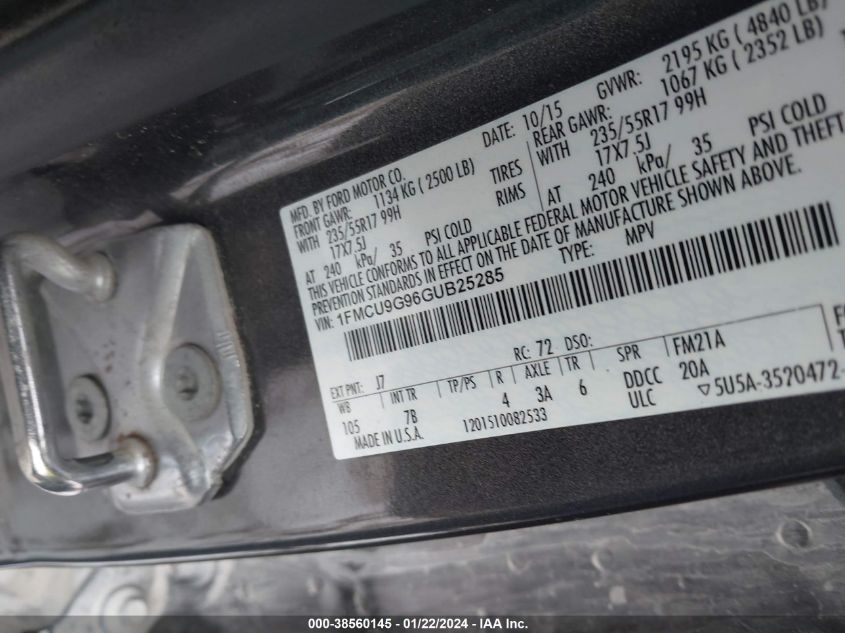 MFD. BY FORD MOTOR CO.
DATE: 10/15
GVWR: 2195 KG ( 4840 LB)
FRONT GAWR: 1134 KG ( 2500 LB)
REAR GAWR: 1067 KG ( 2352 LB)
WITH 235/55R17 99H TIRES
WITH 235/55R17 99H
17X7.5J RIMS
17X7.5J
AT 240 kPa/ 35 PSI COLD
AT 240 kPa/ 35 PSI COLD
THIS VEHICLE CONFORMS TO ALL APPLICABLE FEDERAL MOTOR VEHICLE SAFETY AND THEFT
PREVENTION STANDARDS IN EFFECT ON THE DATE OF MANUFACTURE SHOWN ABOVE.
VIN: 1FMCU9G96GUB25285
TYPE: MPV
EXT PNT: J7
RC: 72 DSO:
FM21A
WB INT TR TP/PS R AXLE TR SPR
20A
105 7B 4 3A 6 DDCC
MADE IN U.S.A. 1201510082533 ULC
▽5U5A-3520472-
000-38560145 - 01/22/2024 - IAA Inc.